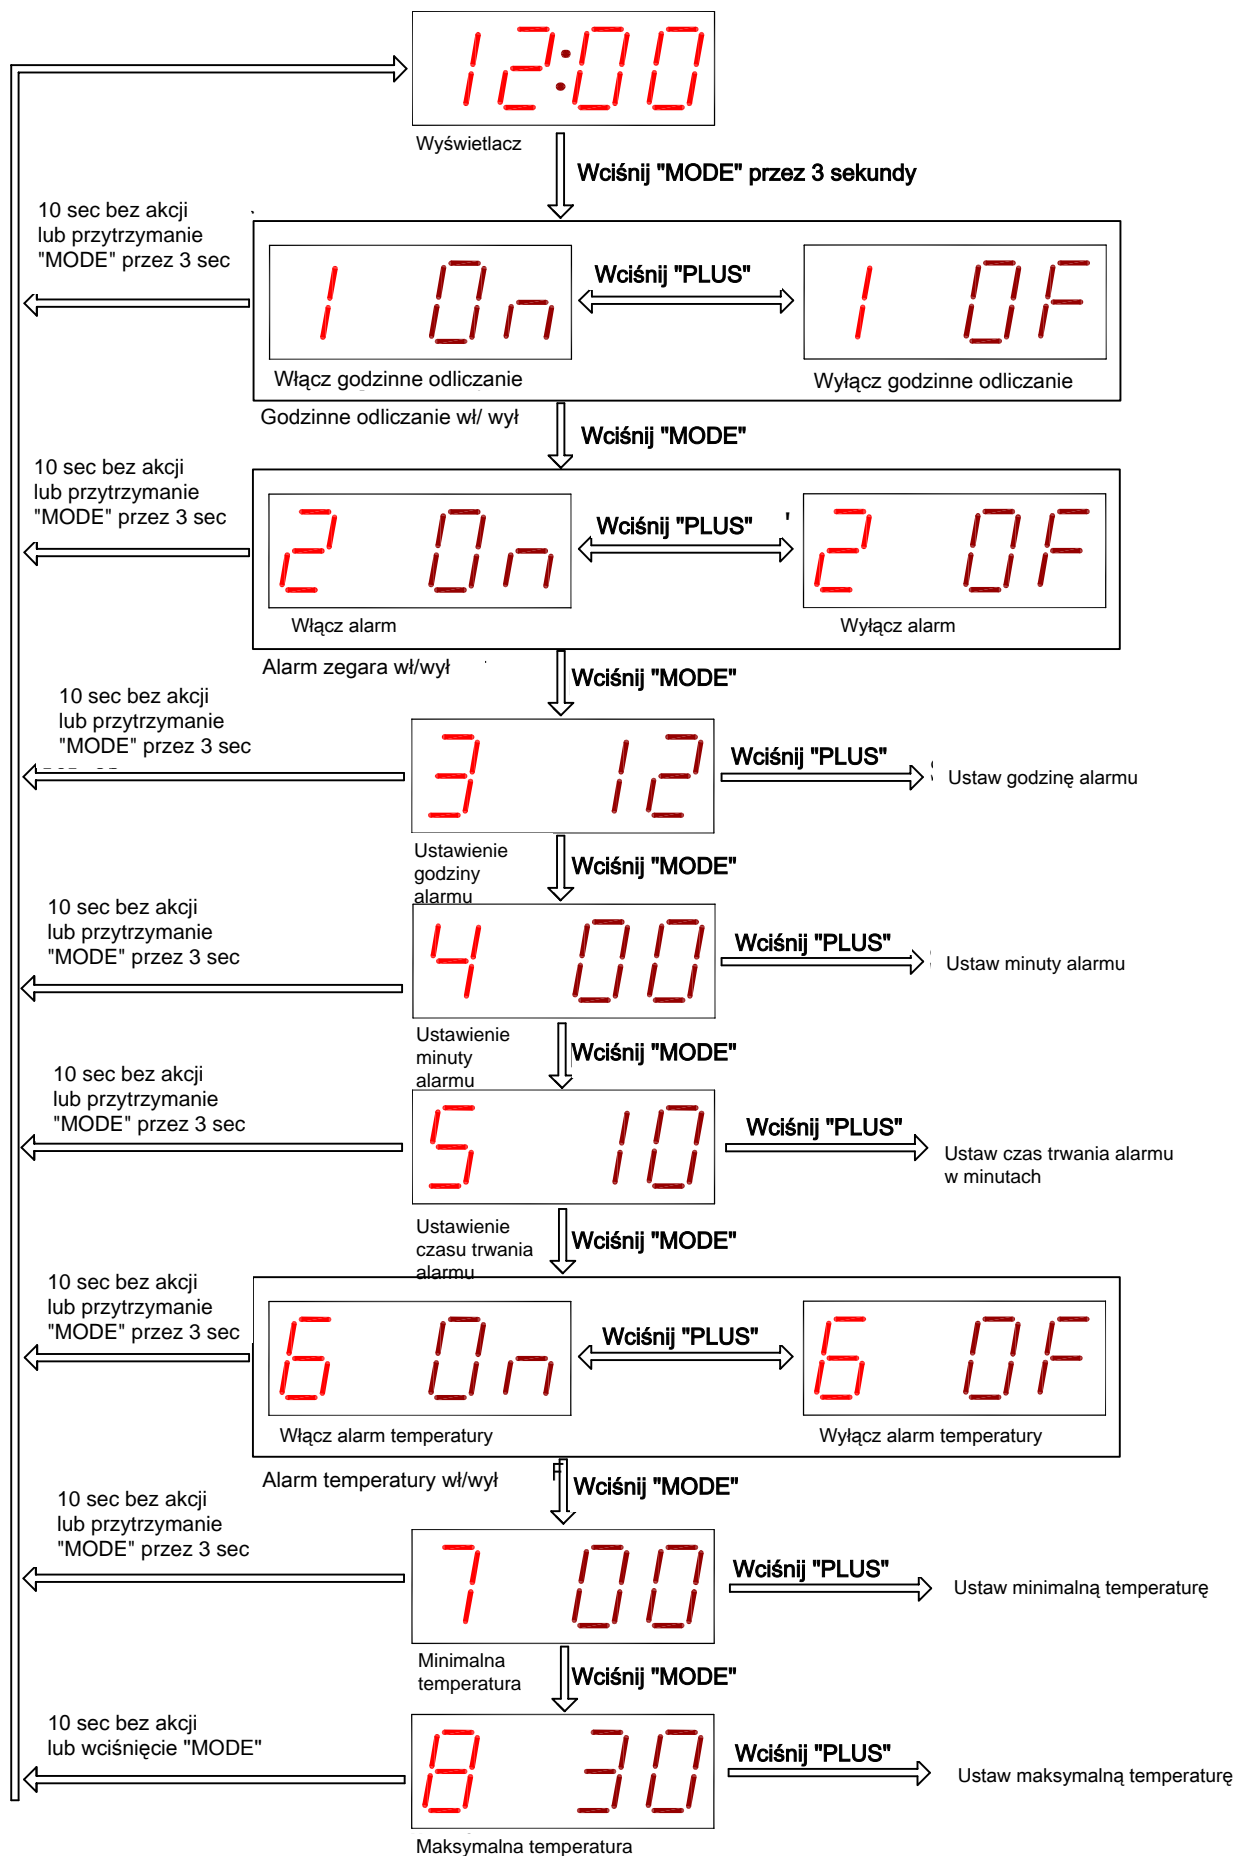 12:00
Wyświetlacz
Wciśnij "MODE" przez 3 sekundy
10 sec bez akcji
lub przytrzymanie
"MODE" przez 3 sec
1 0n
Wciśnij "PLUS"
1 0F
Włącz godzinne odliczanie
Wyłącz godzinne odliczanie
Godzinne odliczanie wł/ wył
Wciśnij "MODE"
10 sec bez akcji
lub przytrzymanie
"MODE" przez 3 sec
2 0n
Wciśnij "PLUS"
2 0F
Włącz alarm
Wyłącz alarm
Alarm zegara wł/wył
Wciśnij "MODE"
10 sec bez akcji
lub przytrzymanie
"MODE" przez 3 sec
3 12
Wciśnij "PLUS"
Ustaw godzinę alarmu
Ustawienie
godziny
alarmu
Wciśnij "MODE"
10 sec bez akcji
lub przytrzymanie
"MODE" przez 3 sec
4 00
Wciśnij "PLUS"
Ustaw minuty alarmu
Ustawienie
minuty
alarmu
Wciśnij "MODE"
10 sec bez akcji
lub przytrzymanie
"MODE" przez 3 sec
5 10
Wciśnij "PLUS"
Ustaw czas trwania alarmu
w minutach
Ustawienie
czasu trwania
alarmu
Wciśnij "MODE"
10 sec bez akcji
lub przytrzymanie
"MODE" przez 3 sec
6 0n
Wciśnij "PLUS"
6 0F
Włącz alarm temperatury
Wyłącz alarm temperatury
Alarm temperatury wł/wył
Wciśnij "MODE"
10 sec bez akcji
lub przytrzymanie
"MODE" przez 3 sec
7 00
Wciśnij "PLUS"
Ustaw minimalną temperaturę
Minimalna
temperatura
Wciśnij "MODE"
10 sec bez akcji
lub wciśnięcie "MODE"
8 30
Wciśnij "PLUS"
Ustaw maksymalną temperaturę
Maksymalna temperatura